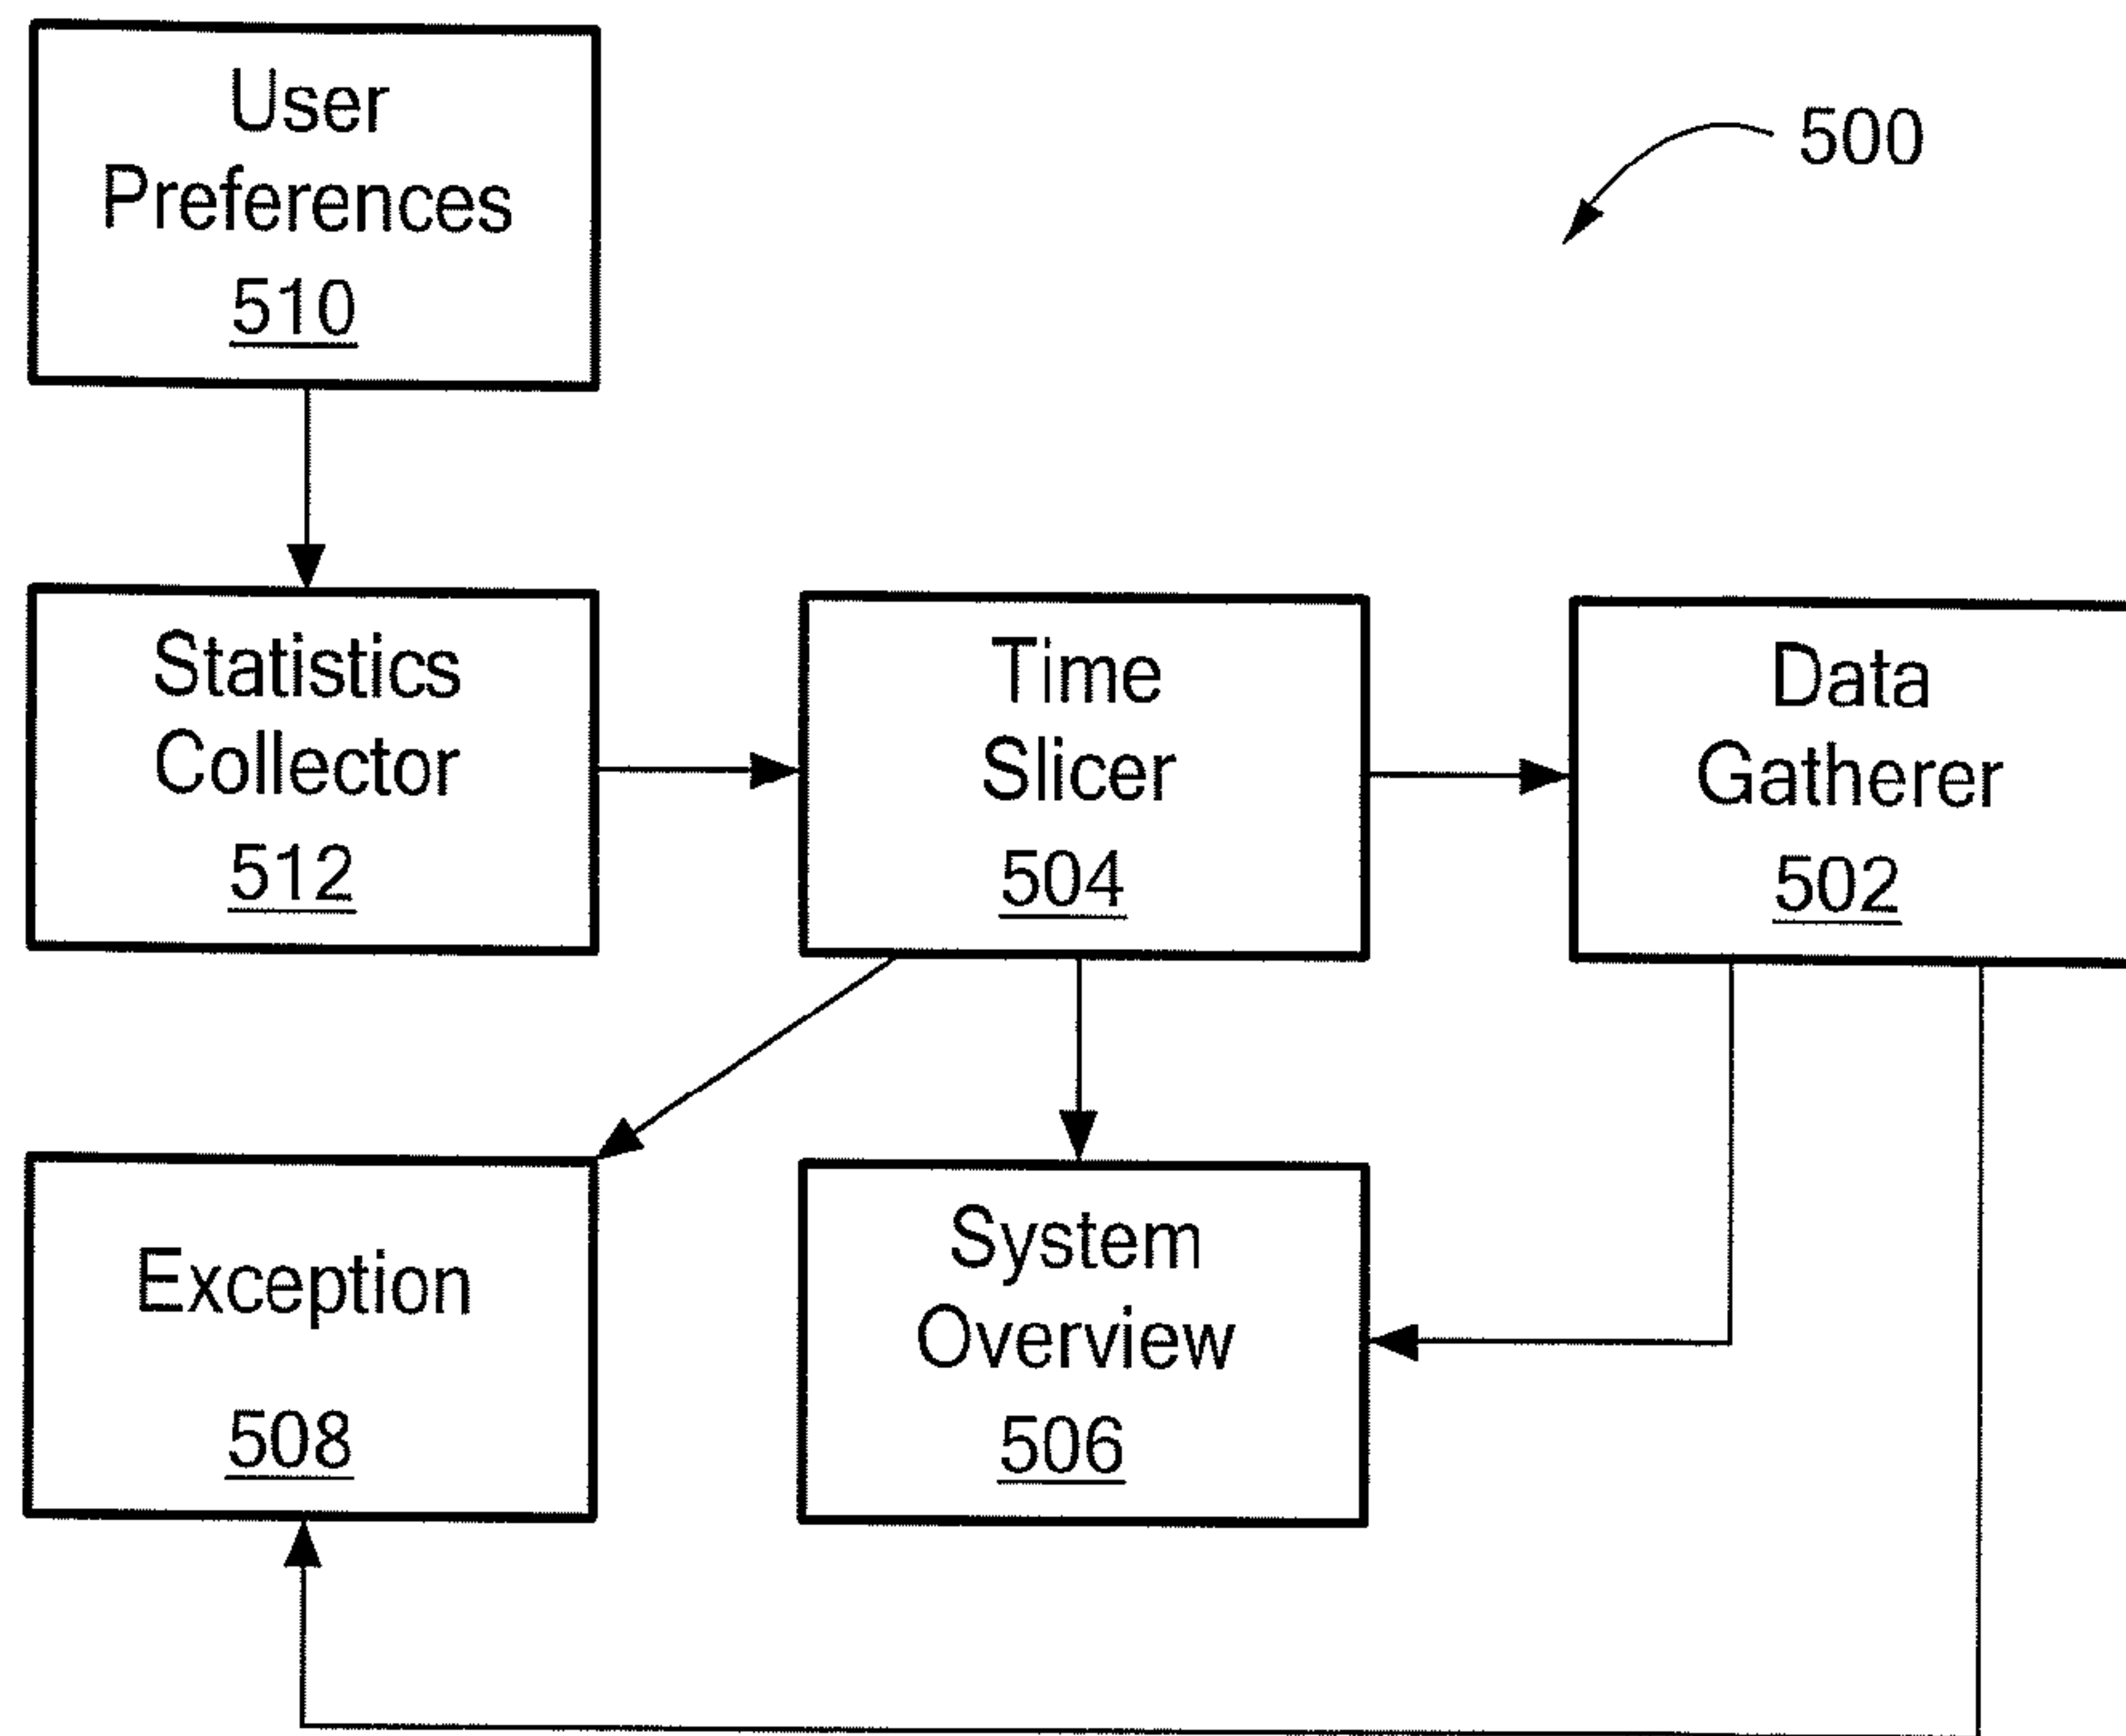 User
Preferences
510
500
Statistics
Collector
512
Time
Slicer
504
Data
Gatherer
502
Exception
508
System
Overview
506